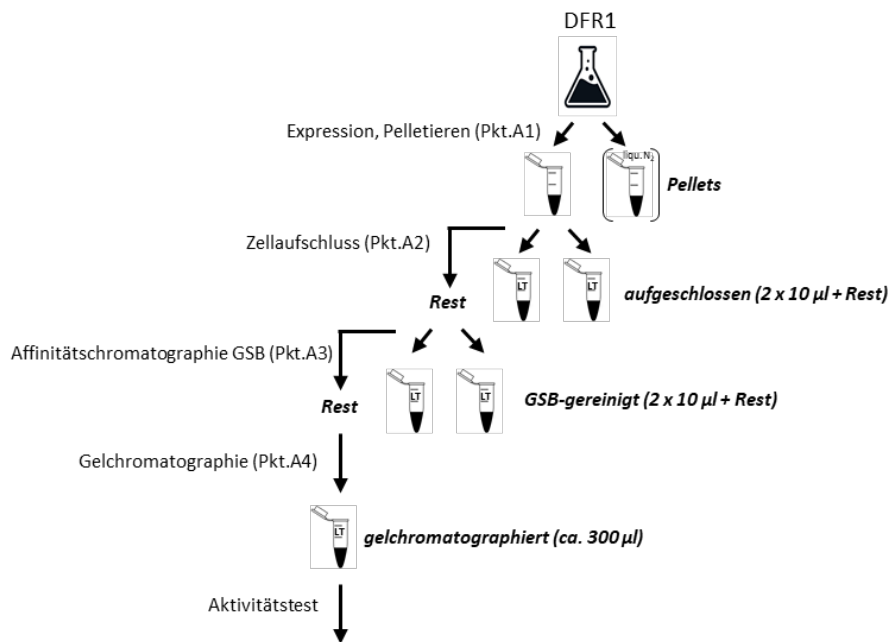 DFR1
Expression, Pelletieren (Pkt.A1)
liqu. N2
Pellets
Zellaufschluss (Pkt.A2)
LT
LT
aufgeschlossen (2 x 10 µl + Rest)
Rest
Affinitätschromatographie GSB (Pkt.A3)
LT
LT
GSB-gereinigt (2 x 10 µl + Rest)
Rest
Gelchromatographie (Pkt.A4)
LT
gelchromatographiert (ca. 300 µl)
Aktivitätstest